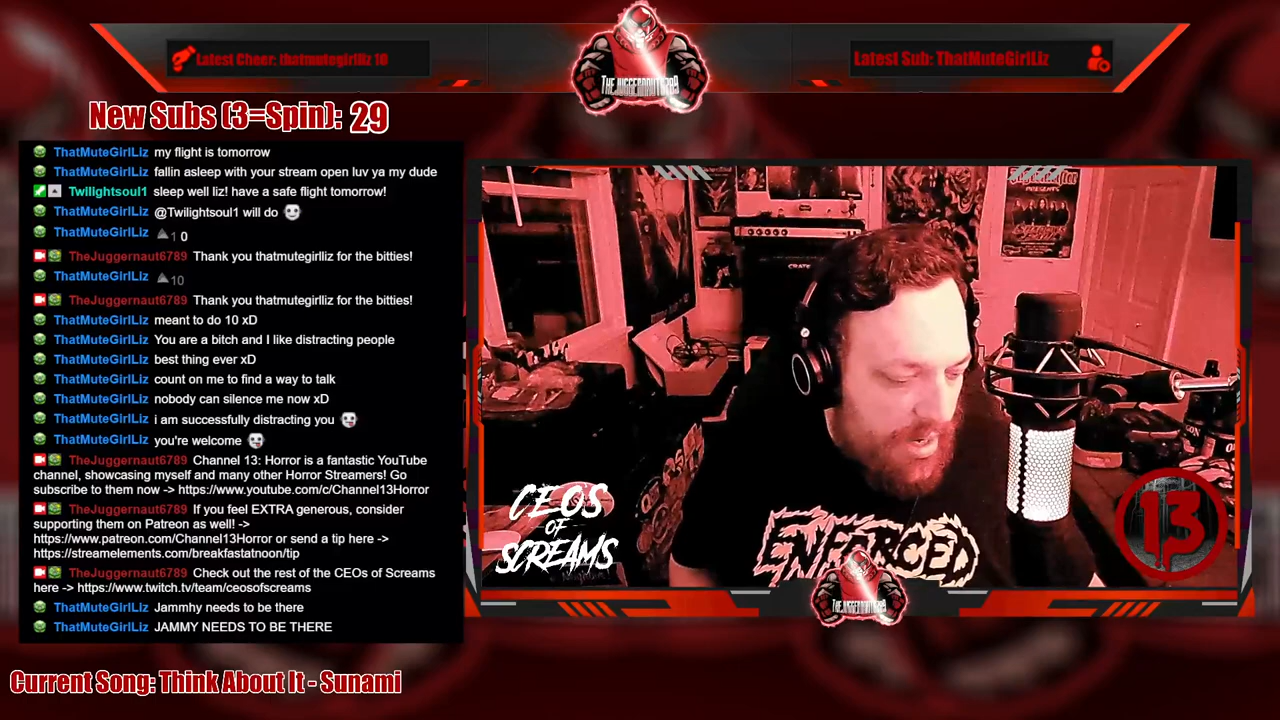 Latest Cheer: thatmutegirlliz 10
THEJUGGERNAUT6789
Latest Sub: ThatMuteGirlLiz
New Subs (3=Spin): 29
ThatMuteGirlLiz my flight is tomorrow
ThatMuteGirlLiz fallin asleep with your stream open luv ya my dude
Twilightsoul1 sleep well liz! have a safe flight tomorrow!
ThatMuteGirlLiz @Twilightsoul1 will do
ThatMuteGirlLiz 1 0
TheJuggernaut6789 Thank you thatmutegirlliz for the bitties!
ThatMuteGirlLiz 10
TheJuggernaut6789 Thank you thatmutegirlliz for the bitties!
ThatMuteGirlLiz meant to do 10 xD
ThatMuteGirlLiz You are a bitch and I like distracting people
ThatMuteGirlLiz best thing ever xD
ThatMuteGirlLiz count on me to find a way to talk
ThatMuteGirlLiz nobody can silence me now xD
ThatMuteGirlLiz i am successfully distracting you
ThatMuteGirlLiz you're welcome
TheJuggernaut6789 Channel 13: Horror is a fantastic YouTube
channel, showcasing myself and many other Horror Streamers! Go
subscribe to them now -> https://www.youtube.com/c/Channel13Horror
TheJuggernaut6789 If you feel EXTRA generous, consider
supporting them on Patreon as well! ->
https://www.patreon.com/Channel13Horror or send a tip here ->
https://streamelements.com/breakfastatnoon/tip
TheJuggernaut6789 Check out the rest of the CEOs of Screams
here -> https://www.twitch.tv/team/ceosofscreams
ThatMuteGirlLiz Jammhy needs to be there
ThatMuteGirlLiz JAMMY NEEDS TO BE THERE
CRATE
CEOS
OF
SCREAMS
ENFORCED
13
THEJUGGERNAUT6789
Current Song: Think About It - Sunami